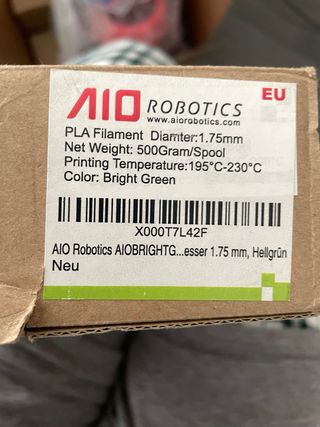 AIO ROBOTICS EU
www.aiorobotics.com
PLA Filament Diamter:1.75mm
Net Weight: 500Gram/Spool
Printing Temperature:195°C-230°C
Color: Bright Green
X000T7L42F
AIO Robotics AIOBRIGHTG...esser 1.75 mm, Hellgrün
Neu